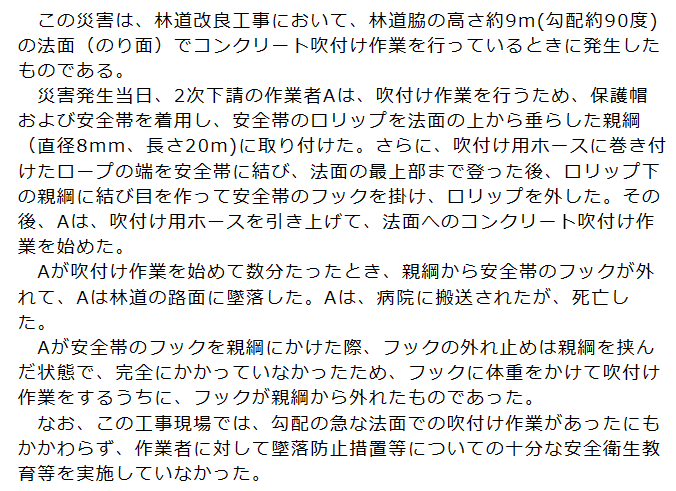 この災害は、林道改良工事において、林道脇の高さ約9m(勾配約90度)
の法面（のり面）でコンクリート吹付け作業を行っているときに発生した
ものである。
災害発生当日、2次下請の作業者Aは、吹付け作業を行うため、保護帽
および安全帯を着用し、安全帯のロリップを法面の上から垂らした親綱
（直径8mm、長さ20m)に取り付けた。さらに、吹付け用ホースに巻き付
けたロープの端を安全帯に結び、法面の最上部まで登った後、ロリップ下
の親綱に結び目を作って安全帯のフックを掛け、ロリップを外した。その
後、Aは、吹付け用ホースを引き上げて、法面へのコンクリート吹付け作
業を始めた。
Aが吹付け作業を始めて数分たったとき、親綱から安全帯のフックが外
れて、Aは林道の路面に墜落した。Aは、病院に搬送されたが、死亡し
た。
Aが安全帯のフックを親綱にかけた際、フックの外れ止めは親綱を挟ん
だ状態で、完全にかかっていなかったため、フックに体重をかけて吹付け
作業をするうちに、フックが親綱から外れたものであった。
なお、この工事現場では、勾配の急な法面での吹付け作業があったにも
かかわらず、作業者に対して墜落防止措置等についての十分な安全衛生教
育等を実施していなかった。